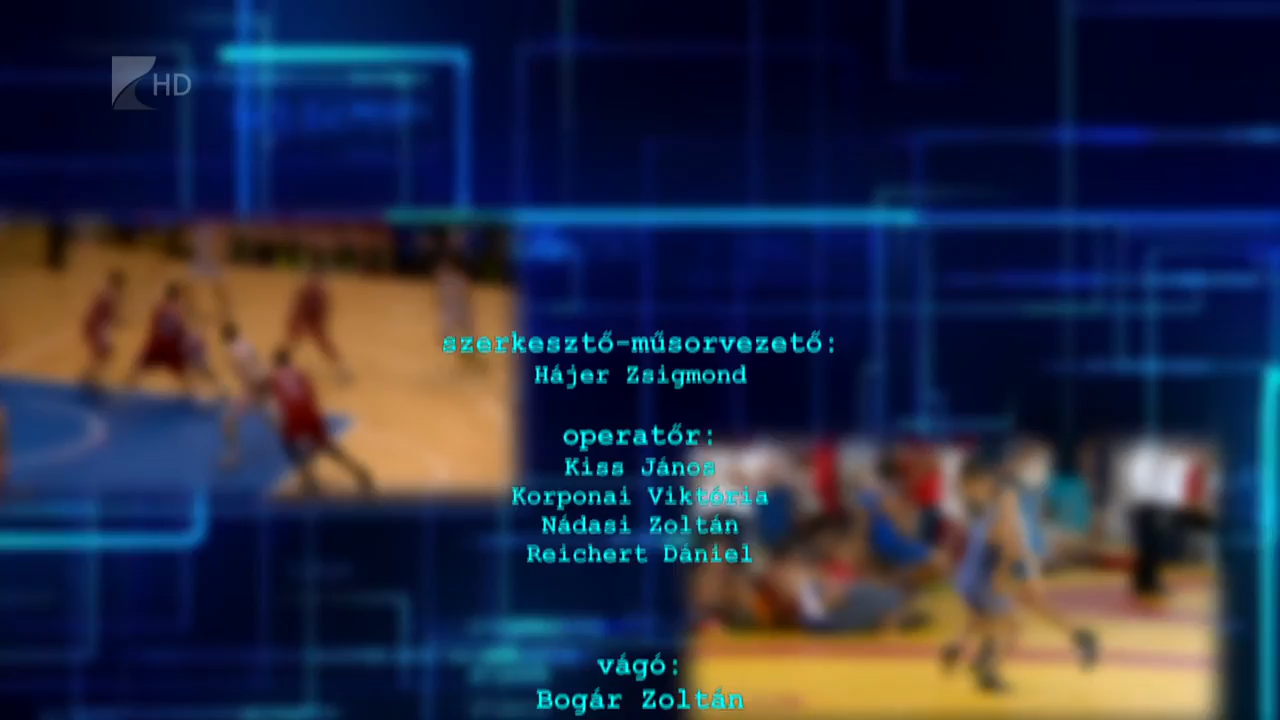 HD
szerkesztő-műsorvezető:
Hájer Zsigmond
operatőr:
Kiss János
Korponai Viktória
Nádasi Zoltán
Reichert Dániel
vágó:
Bogár Zoltán